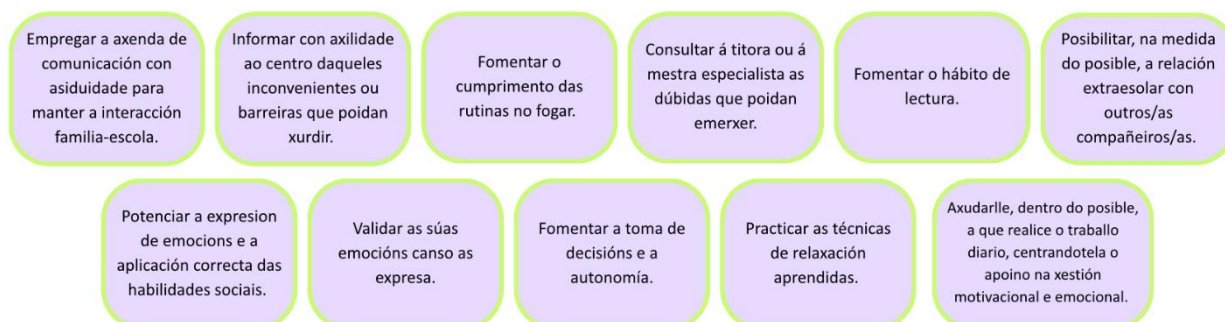 Empregar a axenda de
comunicación con
asiduidade para
manter a interacción
familia-escola.
Informar con axilidade
ao centro daqueles
inconvenientes ou
barreiras que poidan
xurdir.
Fomentar o
cumprimento das
rutinas no fogar.
Consultar á titora ou á
mestra especialista as
dúbidas que poidan
emerxer.
Fomentar o hábito de
lectura.
Posibilitar, na medida
do posible, a relación
extraesolar con
outros/as
compañeiros/as.
Potenciar a expresion
de emocions e a
aplicación correcta das
habilidades sociais.
Validar as súas
emocións canso as
expresa.
Fomentar a toma de
decisións e a
autonomía.
Practicar as técnicas
de relaxación
aprendidas.
Axudarlle, dentro do posible,
a que realice o traballo
diario, centrandotela o
apoino na xestión
motivacional e emocional.